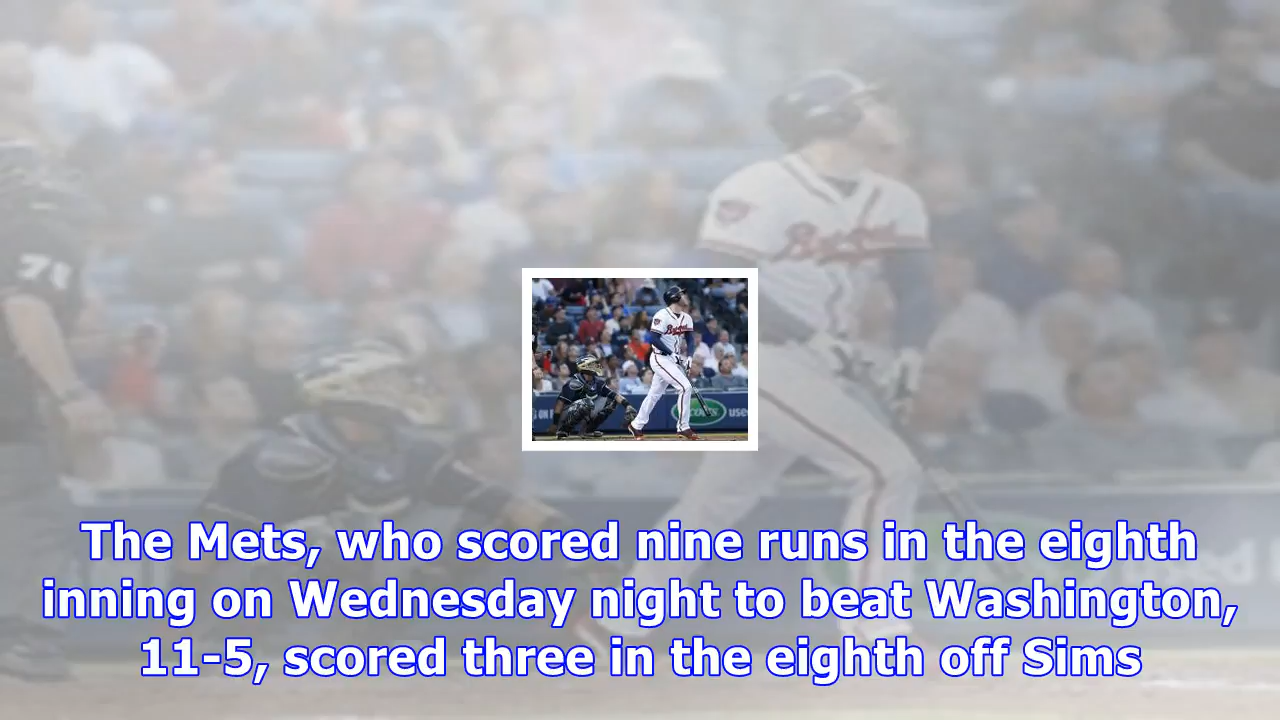 The Mets, who scored nine runs in the eighth
inning on Wednesday night to beat Washington,
11-5, scored three in the eighth off Sims